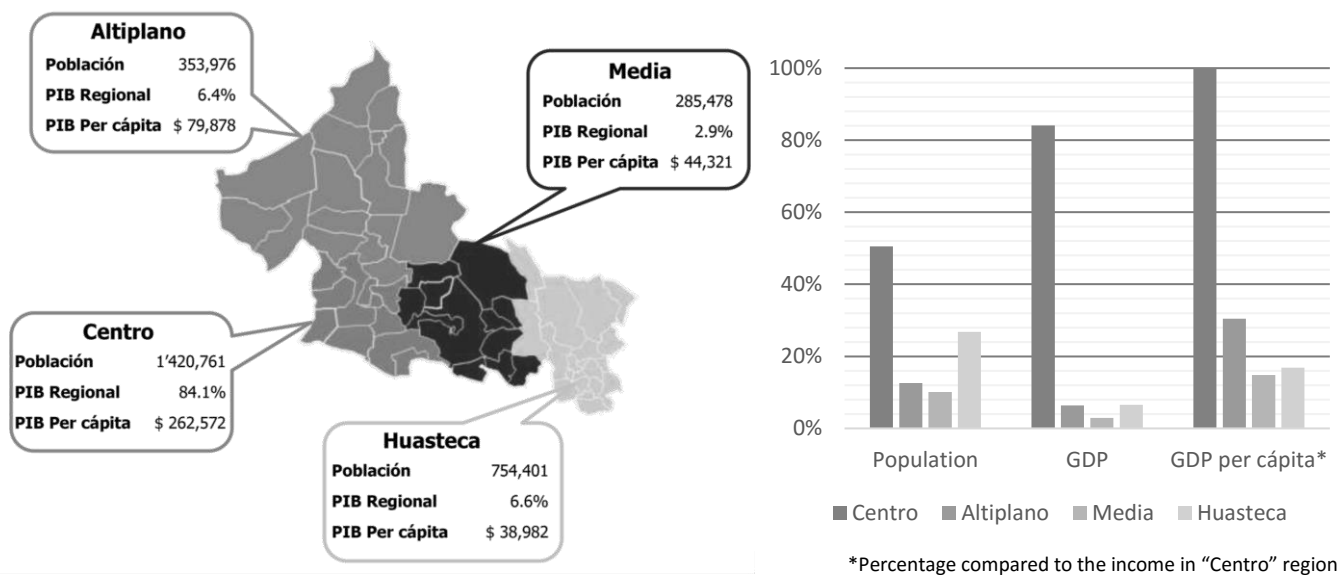 Altiplano
Población 353,976
PIB Regional 6.4%
PIB Per cápita $ 79,878
Media
Población 285,478
PIB Regional 2.9%
PIB Per cápita $ 44,321
Centro
Población 1'420,761
PIB Regional 84.1%
PIB Per cápita $ 262,572
Huasteca
Población 754,401
PIB Regional 6.6%
PIB Per cápita $ 38,982
100%
80%
60%
40%
20%
0%
Population GDP GDP per cápita*
Centro Altiplano Media Huasteca
*Percentage compared to the income in “Centro” region